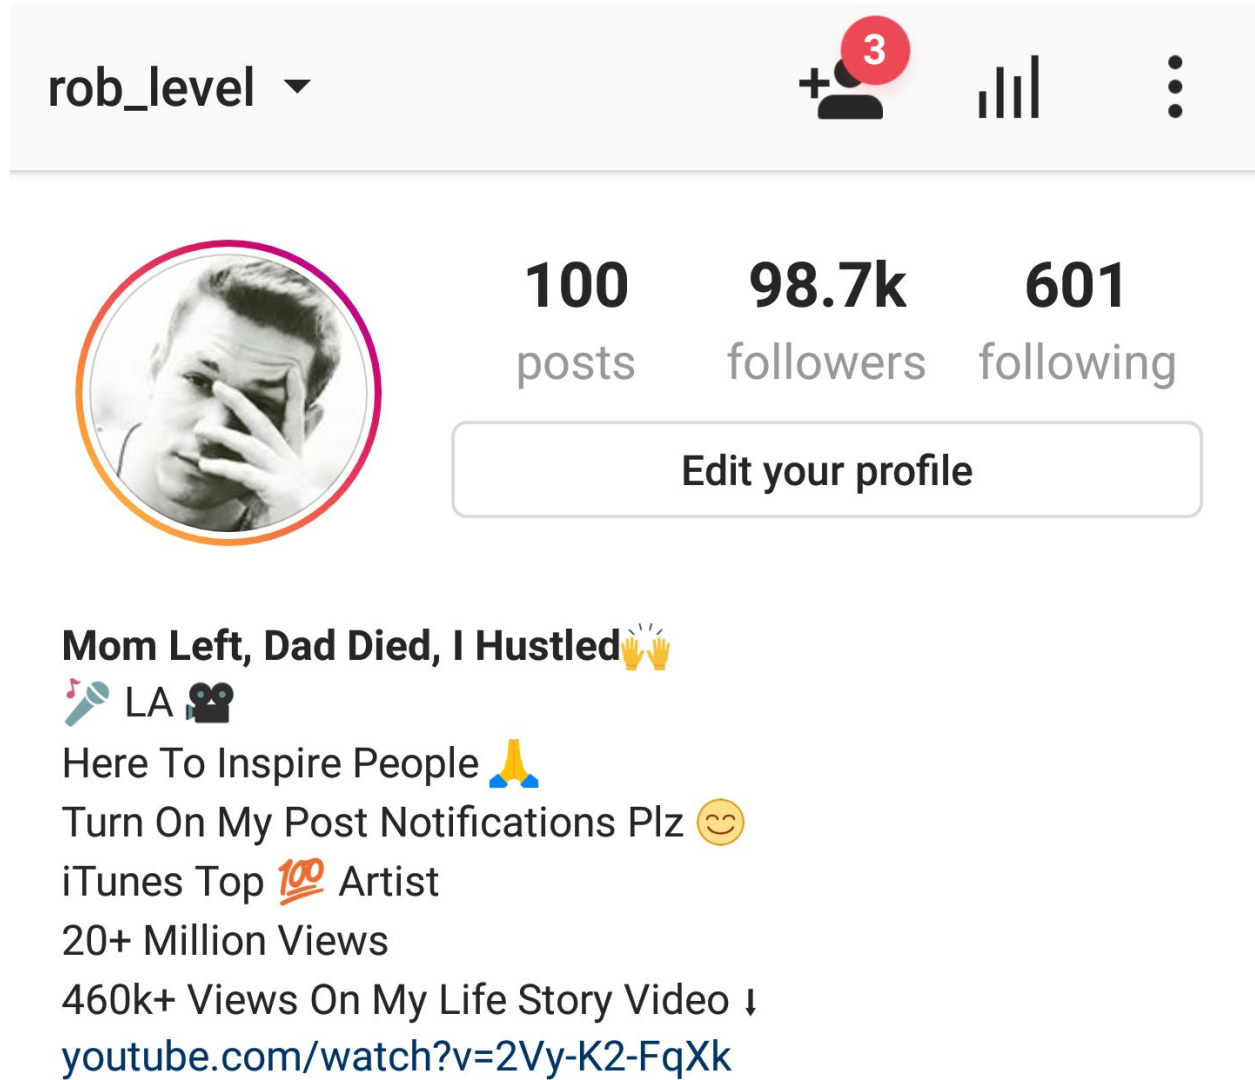 rob_level
3
100 98.7k 601
posts followers following
Edit your profile
Mom Left, Dad Died, I Hustled🙌
🎤 LA 🎥
Here To Inspire People 🙏
Turn On My Post Notifications Plz 😊
iTunes Top 💯 Artist
20+ Million Views
460k+ Views On My Life Story Video ⬇
youtube.com/watch?v=2Vy-K2-FqXk